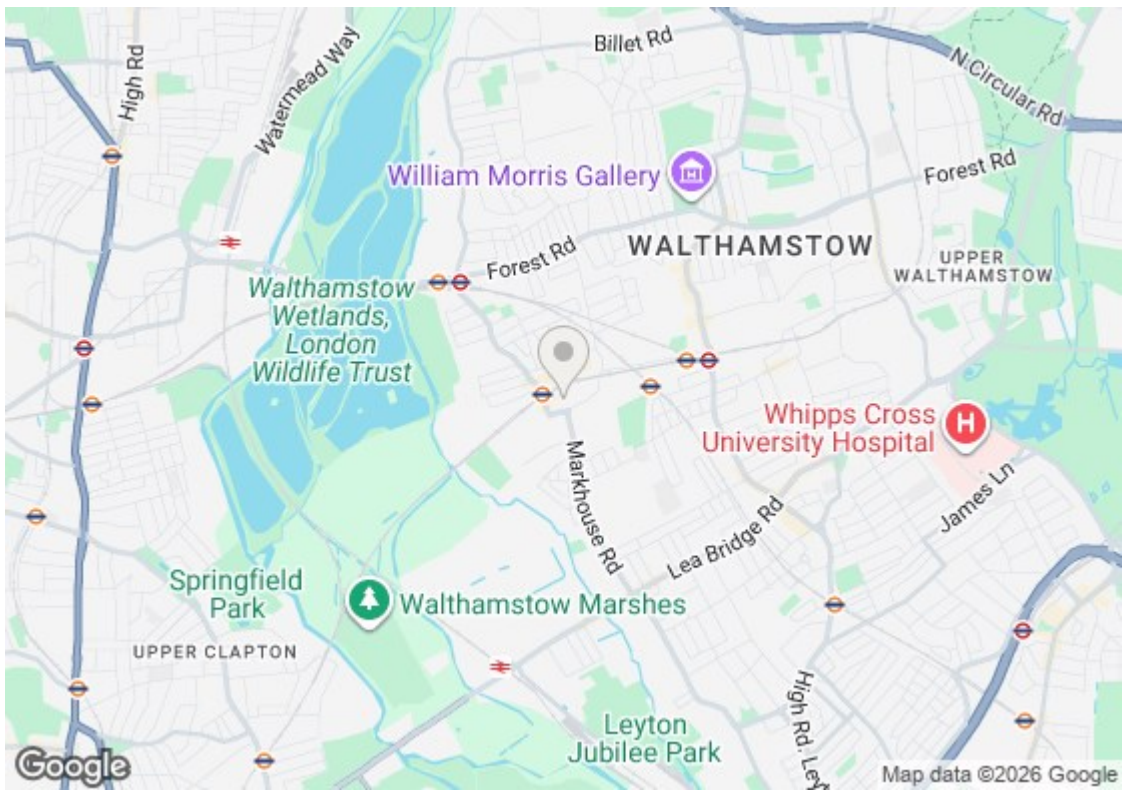 Billet Rd
High Rd
Watermead Way
N Circular Rd
William Morris Gallery
Forest Rd
WALTHAMSTOW
Forest Rd
UPPER
WALTHAMSTOW
Walthamstow
Wetlands,
London
Wildlife Trust
Whipps Cross
University Hospital
H
Markhouse Rd
James Ln
Lea Bridge Rd
Springfield
Park
Walthamstow Marshes
UPPER CLAPTON
High Rd. Ley
Leyton
Jubilee Park
Google
Map data ©2026 Google